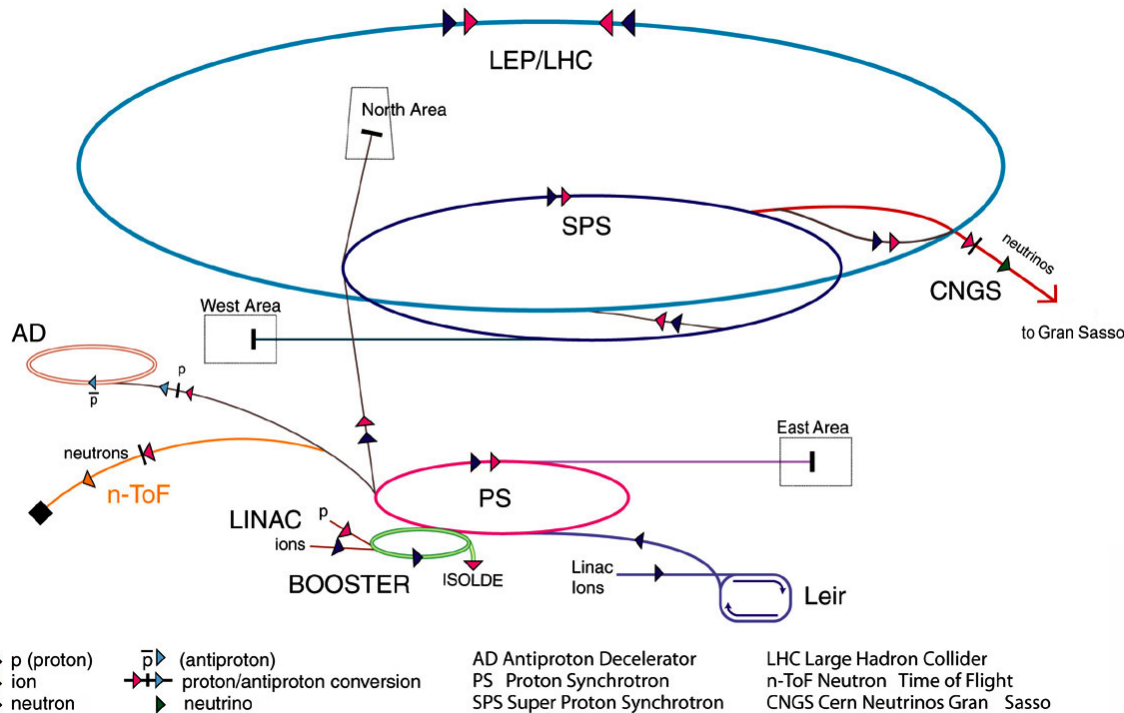 LEP/LHC
North Area
SPS
neutrinos
CNGS
to Gran Sasso
West Area
AD
p
p̅
neutrons
n-ToF
East Area
PS
LINAC
p
ions
BOOSTER
ISOLDE
Linac
Ions
Leir
p (proton)
ion
neutron
p̅ (antiproton)
proton/antiproton conversion
neutrino
AD Antiproton Decelerator
PS Proton Synchrotron
SPS Super Proton Synchrotron
LHC Large Hadron Collider
n-ToF Neutron Time of Flight
CNGS Cern Neutrinos Gran Sasso